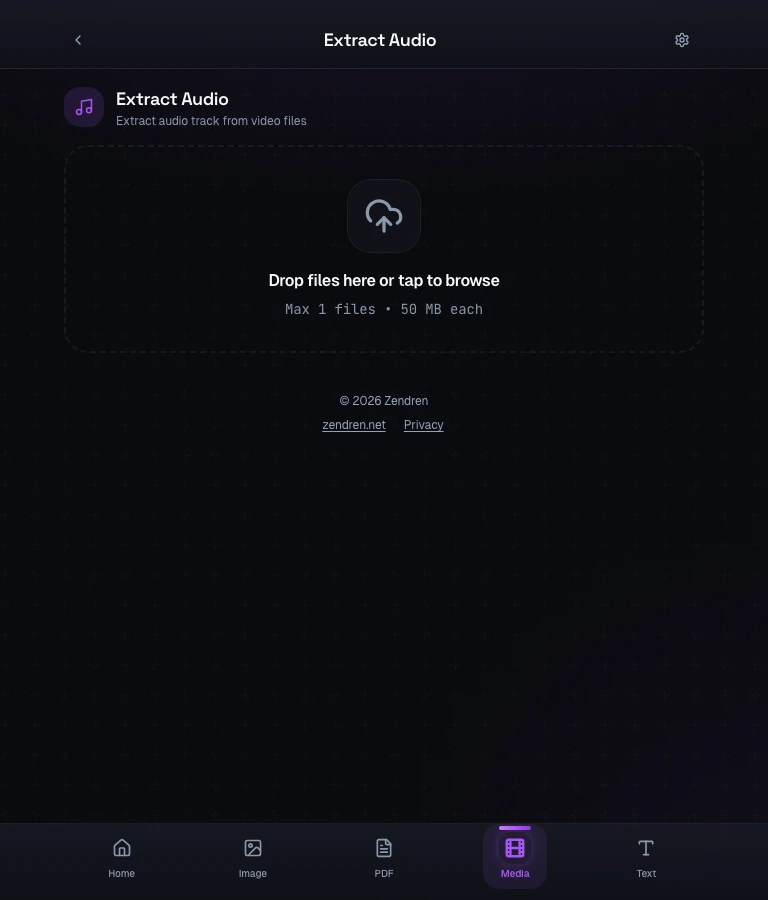 Extract Audio
Extract Audio
Extract audio track from video files
Drop files here or tap to browse
Max 1 files • 50 MB each
© 2026 Zendren
zendren.net Privacy
Home Image PDF Media Text